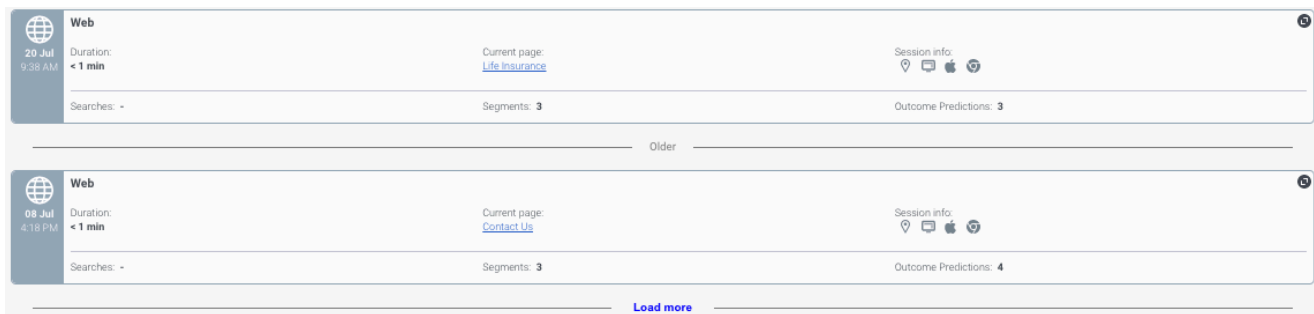 Web
20 Jul
9:38 AM
Duration:
< 1 min
Current page:
Life Insurance
Session info:
Searches: -
Segments: 3
Outcome Predictions: 3
Older
Web
08 Jul
4:18 PM
Duration:
< 1 min
Current page:
Contact Us
Session info:
Searches: -
Segments: 3
Outcome Predictions: 4
Load more